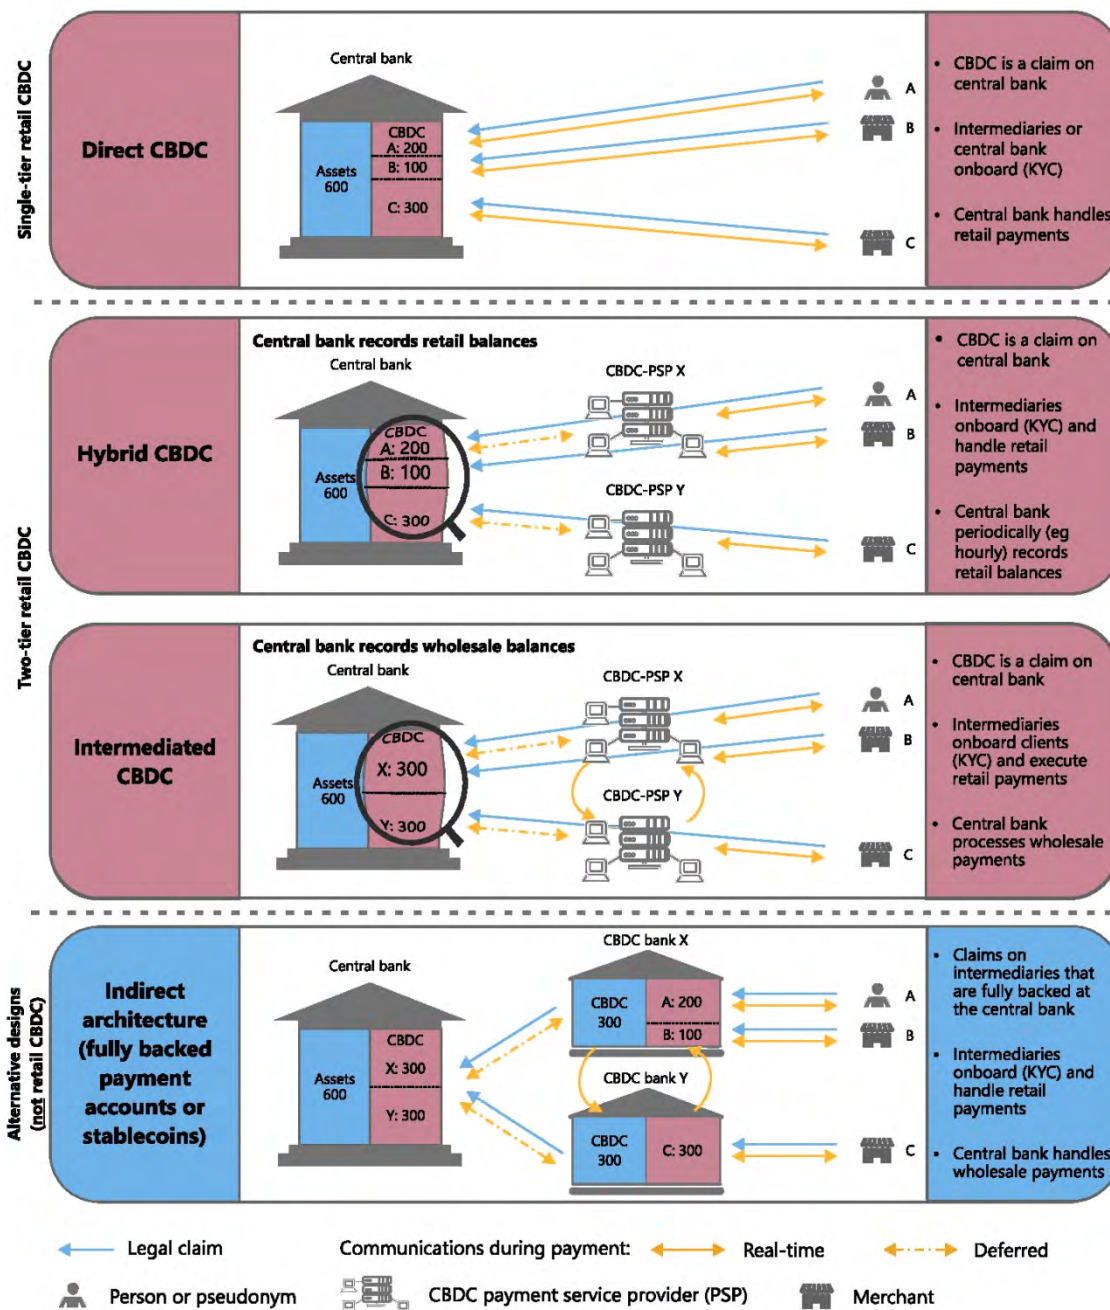 Single-tier retail CBDC
Direct CBDC
Central bank
Assets
600
CBDC
A: 200
B: 100
C: 300
A
B
C
• CBDC is a claim on
central bank
• Intermediaries or
central bank
onboard (KYC)
• Central bank handles
retail payments
Two-tier retail CBDC
Hybrid CBDC
Central bank records retail balances
Central bank
Assets
600
CBDC
A: 200
B: 100
C: 300
CBDC-PSP X
CBDC-PSP Y
A
B
C
• CBDC is a claim on
central bank
• Intermediaries
onboard (KYC) and
handle retail
payments
• Central bank
periodically (eg
hourly) records
retail balances
Intermediated
CBDC
Central bank records wholesale balances
Central bank
Assets
600
CBDC
X: 300
Y: 300
CBDC-PSP X
CBDC-PSP Y
A
B
C
• CBDC is a claim on
central bank
• Intermediaries
onboard clients
(KYC) and execute
retail payments
• Central bank
processes wholesale
payments
Alternative designs
(not retail CBDC)
Indirect
architecture
(fully backed
payment
accounts or
stablecoins)
Central bank
Assets
600
CBDC
X: 300
Y: 300
CBDC bank X
CBDC
300
A: 200
B: 100
CBDC bank Y
CBDC
300
C: 300
A
B
C
• Claims on
intermediaries that
are fully backed at
the central bank
• Intermediaries
onboard (KYC) and
handle retail
payments
• Central bank handles
wholesale payments
Legal claim
Communications during payment:
Real-time
Deferred
Person or pseudonym
CBDC payment service provider (PSP)
Merchant